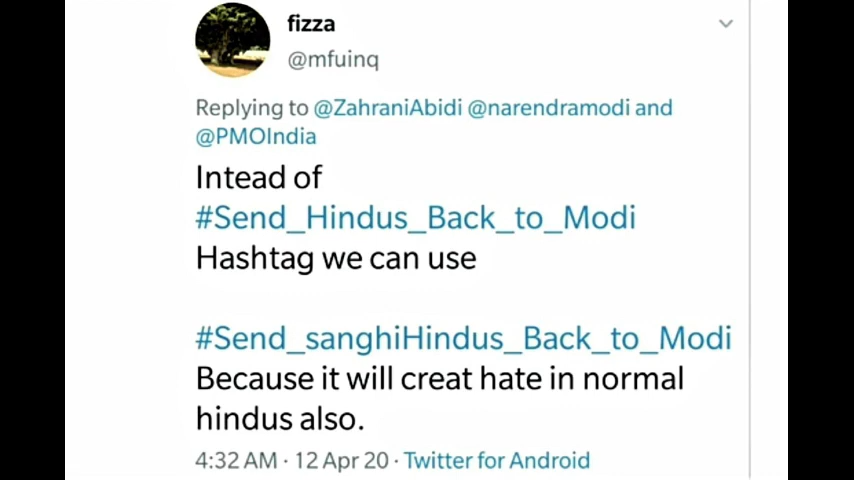 fizza
@mfuinq
Replying to @ZahraniAbidi @narendramodi and
@PMOIndia
Intead of
#Send_Hindus_Back_to_Modi
Hashtag we can use
#Send_sanghiHindus_Back_to_Modi
Because it will creat hate in normal
hindus also.
4:32 AM · 12 Apr 20 · Twitter for Android